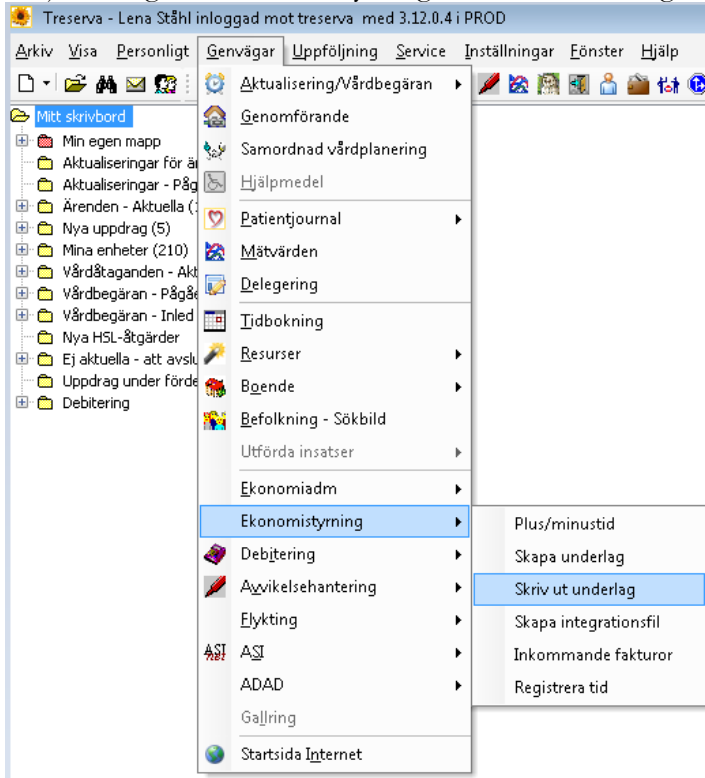 Treserva - Lena Ståhl inloggad mot treserva med 3.12.0.4 i PROD
Arkiv Visa Personligt Genvägar Uppföljning Service Inställningar Fönster Hjälp
Mitt skrivbord
Min egen mapp
Aktualiseringar för
Aktualiseringar - Påg
Ärenden - Aktuella (
Nya uppdrag (5)
Mina enheter (210)
Vårdåtaganden - Akt
Vårdbegäran - Pågå
Vårdbegäran - Inled
Nya HSL-åtgärder
Ej aktuella - att avslu
Uppdrag under förde
Debitering
Aktualisering/Vårdbegäran
Genomförande
Samordnad vårdplanering
Hjälpmedel
Patientjournal
Mätvärden
Delegering
Tidbokning
Resurser
Boende
Befolkning - Sökbild
Utförda insatser
Ekonomiadm
Ekonomistyrning
Debitering
Avvikelsehantering
Flykting
ASI ASI
ADAD
Gallring
Startsida Internet
Plus/minustid
Skapa underlag
Skriv ut underlag
Skapa integrationsfil
Inkommande fakturor
Registrera tid